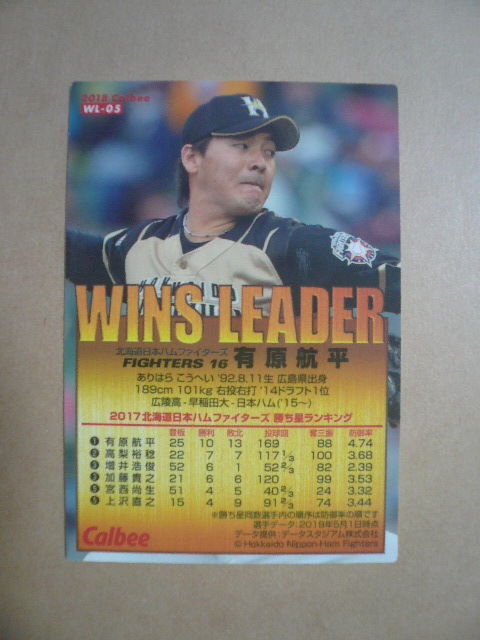 2018 Calbee
WL-05
WINS LEADER
北海道日本ハムファイターズ
FIGHTERS 16 有原航平
ありはら こうへい '92.8.11生 広島県出身
189cm 101kg 右投右打 '14ドラフト1位
広陵高-早稲田大-日本ハム('15～)
2017北海道日本ハムファイターズ 勝ち星ランキング
登板 勝利 敗北 投球回 奪三振 防御率
1 有原航平 25 10 13 169 88 4.74
2 高梨裕稔 22 7 7 117 1/3 100 3.68
3 増井浩俊 52 6 1 52 2/3 82 2.39
4 加藤貴之 21 6 6 120 99 3.53
5 宮西尚生 51 4 5 40 2/3 24 3.32
5 上沢直之 15 4 9 91 2/3 74 3.44
※勝ち星同数選手内の順序は防御率の順です
選手データ：2018年5月1日時点
データ提供：データスタジアム株式会社
© Hokkaido Nippon-Ham Fighters
Calbee